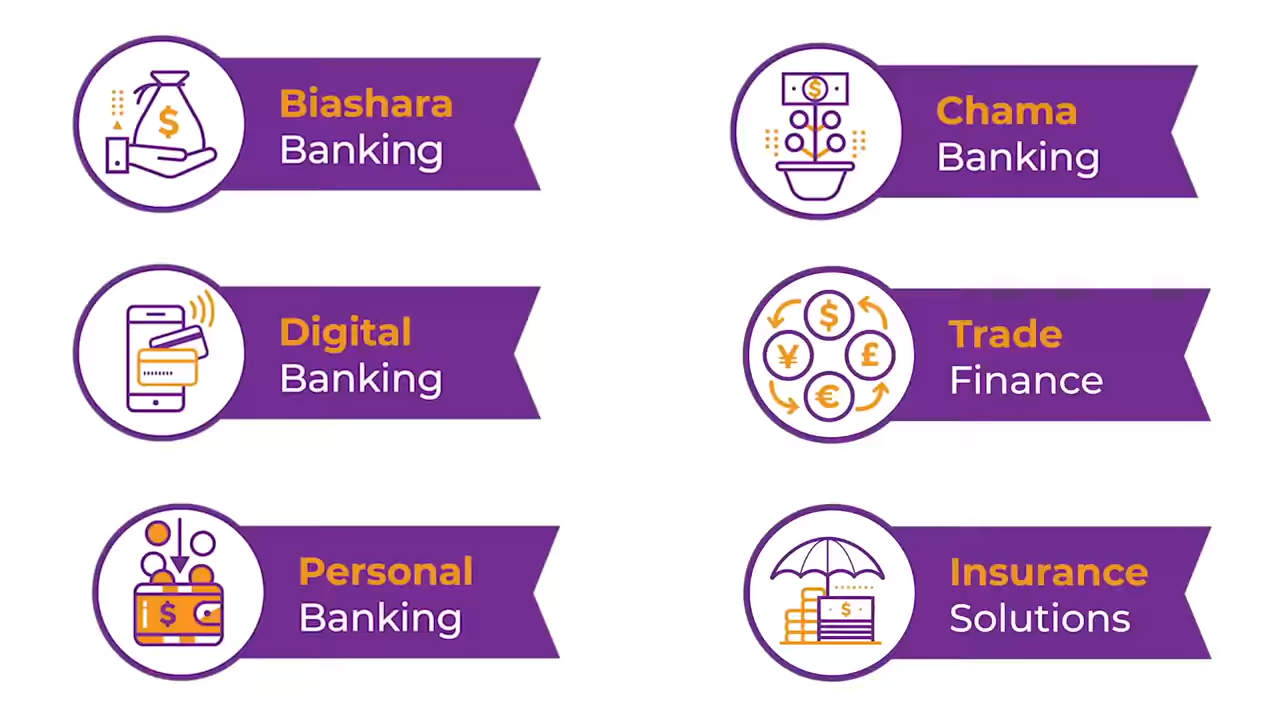 Biashara
Banking
$
Chama
Banking
$
Digital
Banking
Trade
Finance
$
¥
£
€
Personal
Banking
$
Insurance
Solutions
$